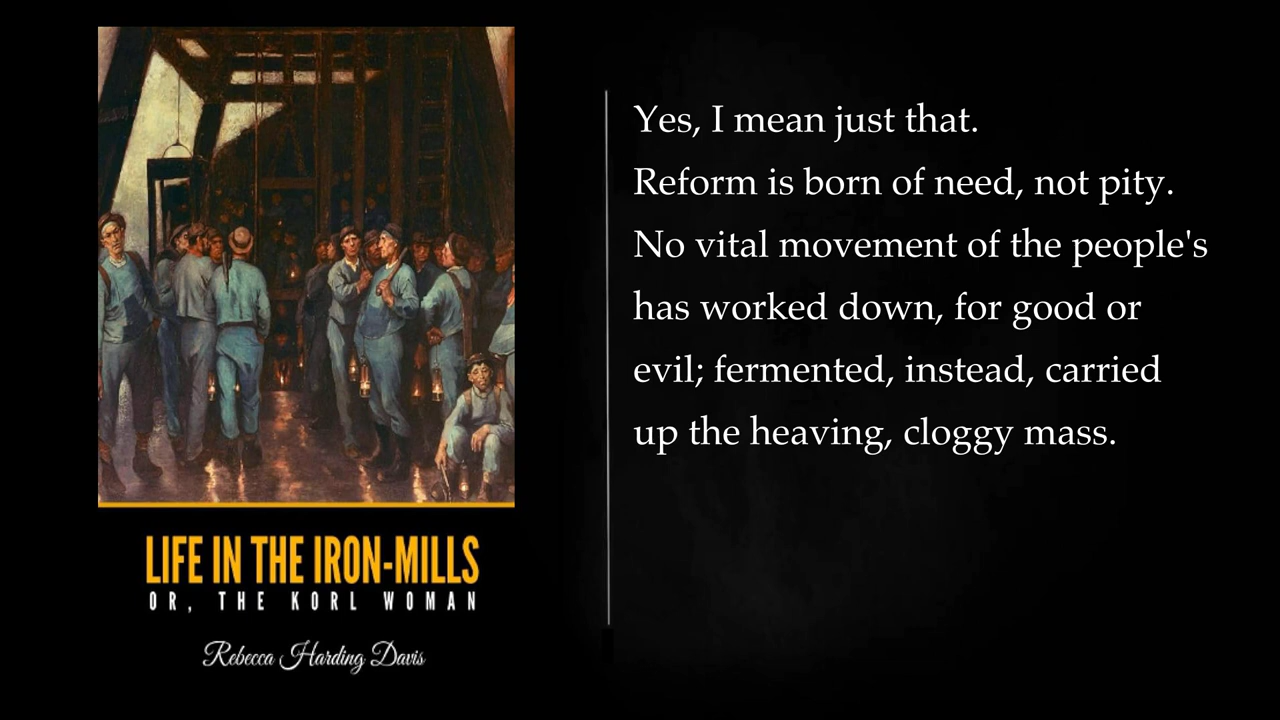 LIFE IN THE IRON-MILLS
OR, THE KORL WOMAN
Rebecca Harding Davis
Yes, I mean just that.
Reform is born of need, not pity.
No vital movement of the people's
has worked down, for good or
evil; fermented, instead, carried
up the heaving, cloggy mass.